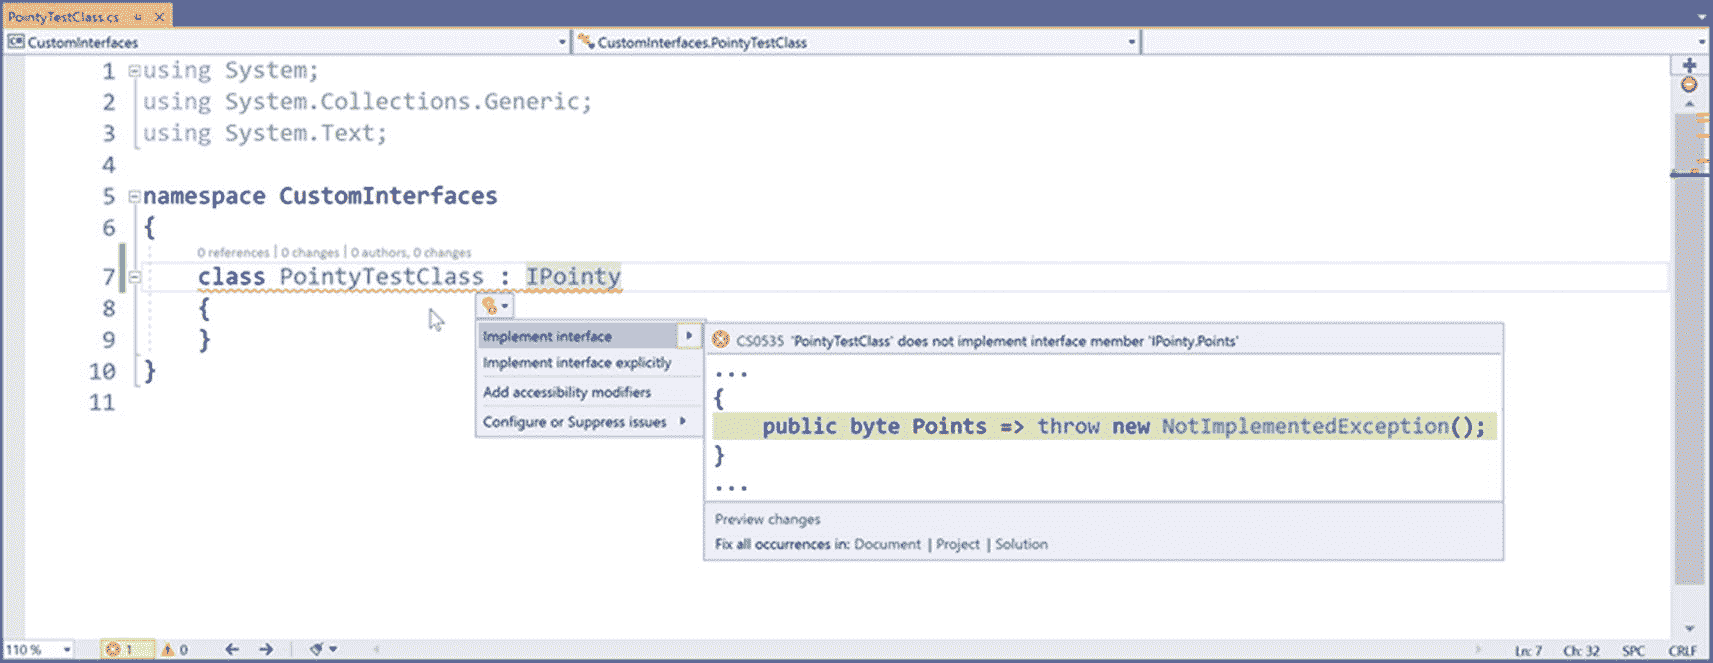 PointyTestClass.cs
CustomInterfaces
CustomInterfaces.PointyTestClass
1 using System;
2 using System.Collections.Generic;
3 using System.Text;
4
5 namespace CustomInterfaces
6 {
0 references | 0 changes | 0 authors, 0 changes
7 class PointyTestClass : IPointy
8 {
9 }
10 }
11
Implement interface
Implement interface explicitly
Add accessibility modifiers
Configure or Suppress issues
CS0535 'PointyTestClass' does not implement interface member 'IPointy.Points'
...
{
public byte Points => throw new NotImplementedException();
}
...
Preview changes
Fix all occurrences in: Document | Project | Solution
110 % 1 0 Ln: 7 Ch: 32 SPC CRLF